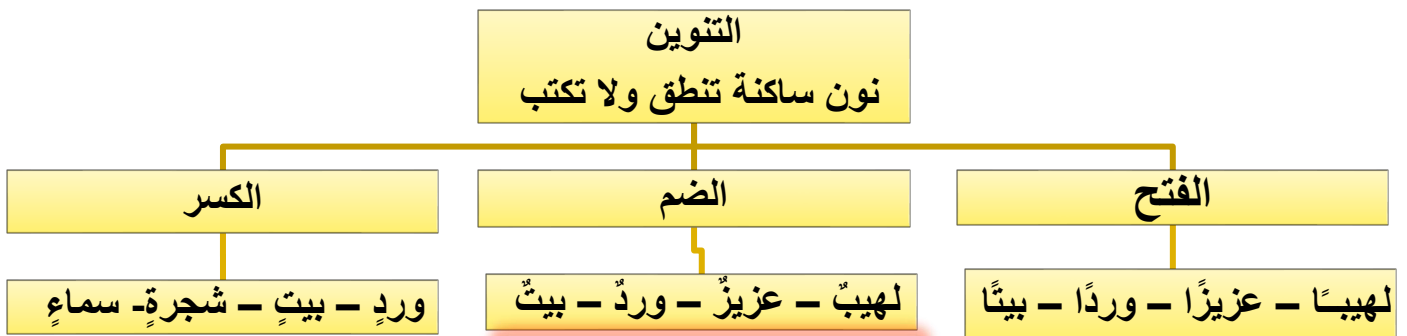 التنوين
نون ساكنة تنطق ولا تكتب
الفتح
الضم
الكسر
لهيبـًا – عزيزًا – وردًا – بيتًا
لهيبٌ – عزيزٌ – وردٌ – بيتٌ
وردٍ – بيتٍ – شجرةٍ- سماءٍ